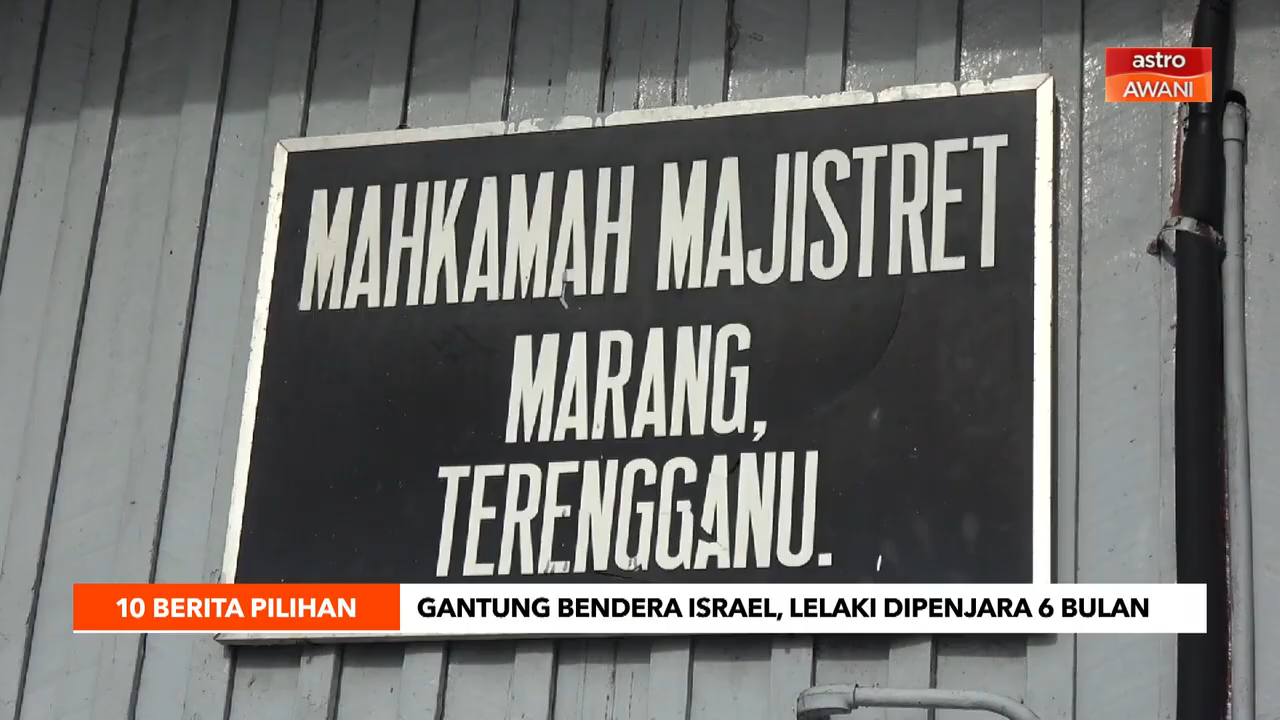 astro
AWANI
MAHKAMAH MAJISTRET
MARANG,
TERENGGANU.
10 BERITA PILIHAN
GANTUNG BENDERA ISRAEL, LELAKI DIPENJARA 6 BULAN